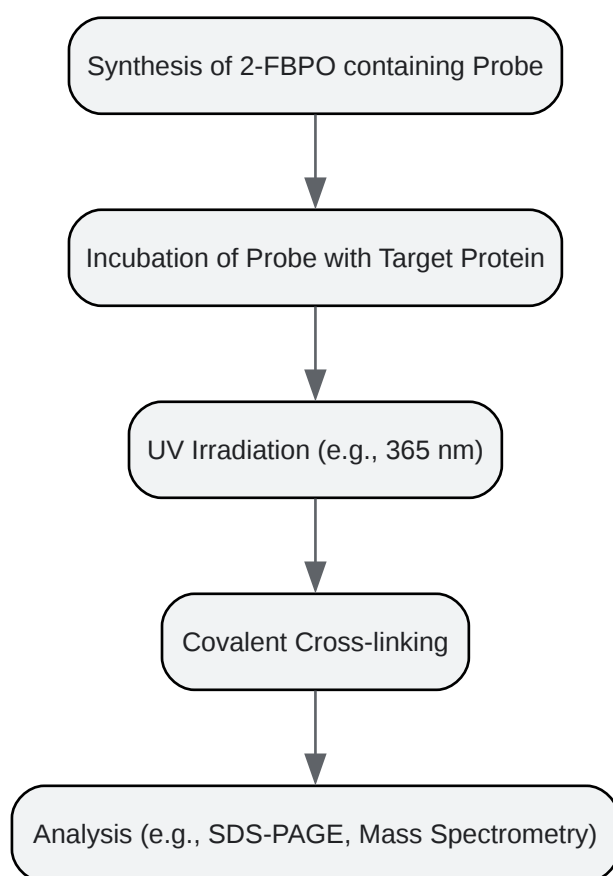 Synthesis of 2-FBPO containing Probe
Incubation of Probe with Target Protein
UV Irradiation (e.g., 365 nm)
Covalent Cross-linking
Analysis (e.g., SDS-PAGE, Mass Spectrometry)